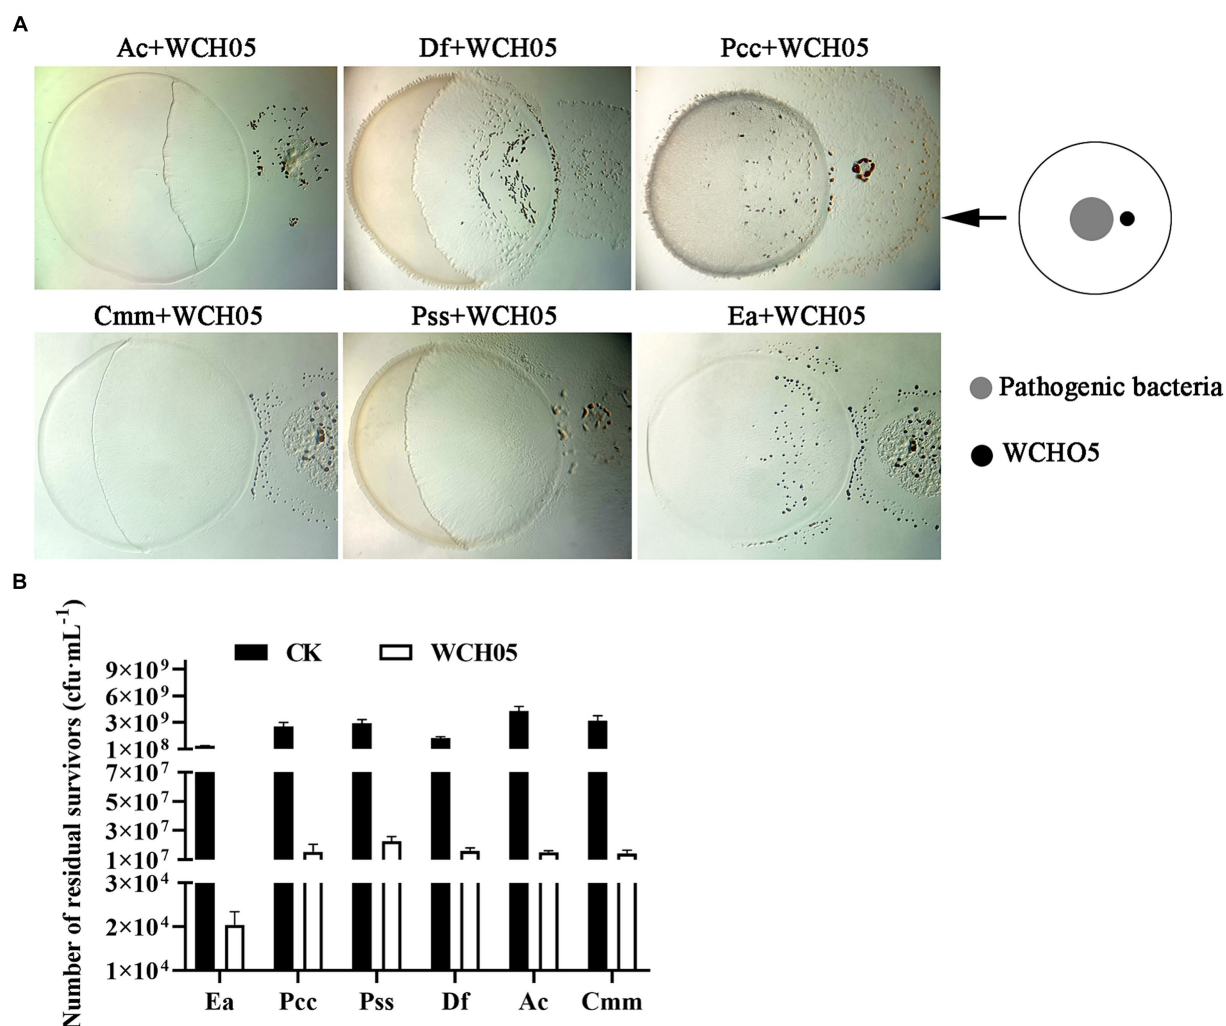 A
Ac+WCH05 Df+WCH05 Pcc+WCH05
Cmm+WCH05 Pss+WCH05 Ea+WCH05
Pathogenic bacteria
WCHO5
B
Number of residual survivors (cfu·mL⁻¹)
CK WCH05
9×10⁹
6×10⁹
3×10⁹
1×10⁸
7×10⁷
5×10⁷
3×10⁷
1×10⁷
3×10⁴
2×10⁴
1×10⁴
Ea Pcc Pss Df Ac Cmm